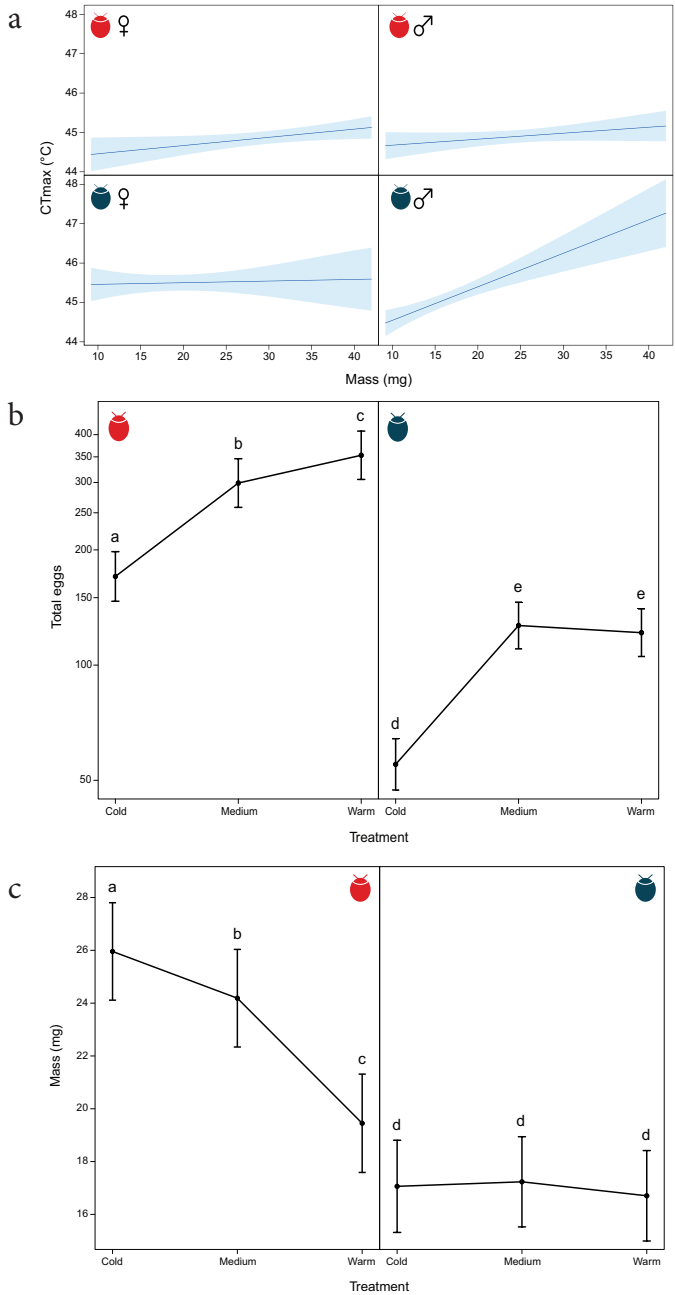 a
♀
♂
48
47
46
45
44
CTmax (°C)
♀
♂
48
47
46
45
44
10 15 20 25 30 35 40 10 15 20 25 30 35 40
Mass (mg)
b
400
350
300
250
200
150
100
50
Total eggs
a
b
c
d
e
e
Cold Medium Warm Cold Medium Warm
Treatment
c
28
26
24
22
20
18
16
Mass (mg)
a
b
c
d
d
d
Cold Medium Warm Cold Medium Warm
Treatment